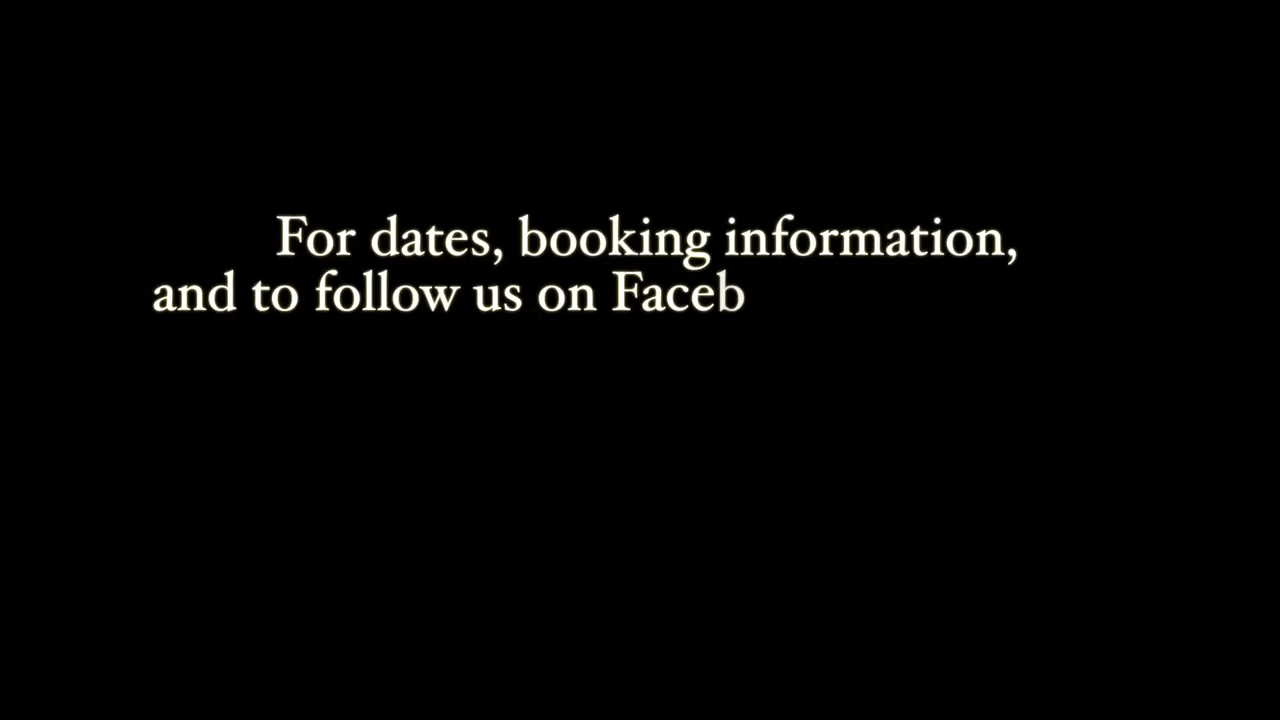 For dates, booking information,
and to follow us on Faceb